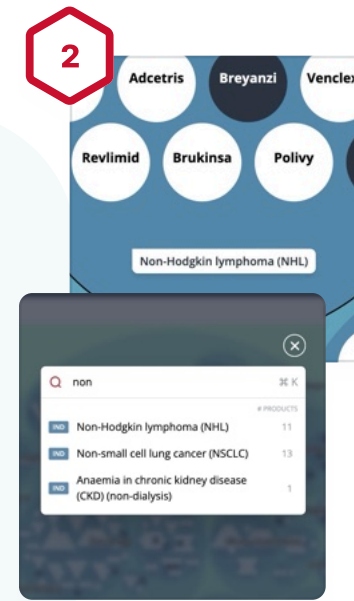 2
Adcetris
Breyanzi
Revlimid
Brukinsa
Polivy
Non-Hodgkin lymphoma (NHL)
non
⌘ K
# PRODUCTS
IND Non-Hodgkin lymphoma (NHL) 11
IND Non-small cell lung cancer (NSCLC) 13
IND Anaemia in chronic kidney disease
(CKD) (non-dialysis) 1